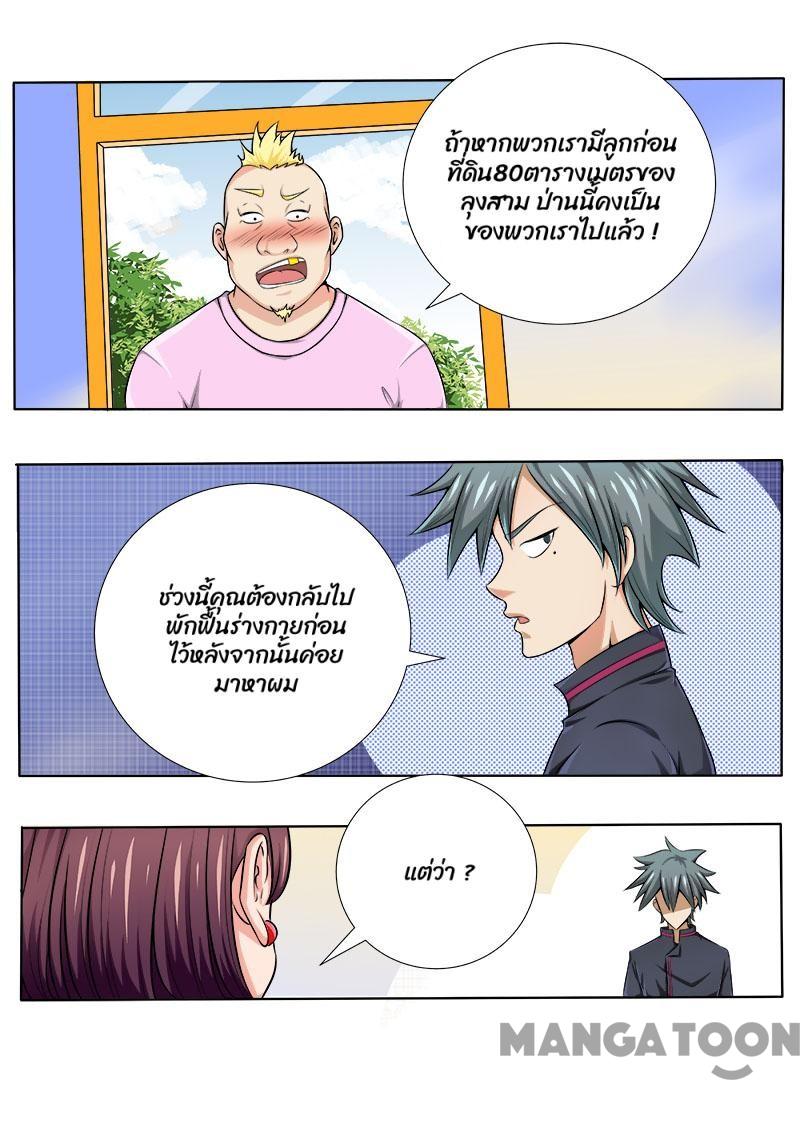 ถ้าหากพวกเรามีลูกก่อน
ที่ดิน80ตารางเมตรของ
ลุงสาม ป่านนี้คงเป็น
ของพวกเราไปแล้ว !
ช่วงนี้คุณต้องกลับไป
พักฟื้นร่างกายก่อน
ไว้หลังจากนั้นค่อย
มาหาผม
แต่ว่า ?
MANGATOON